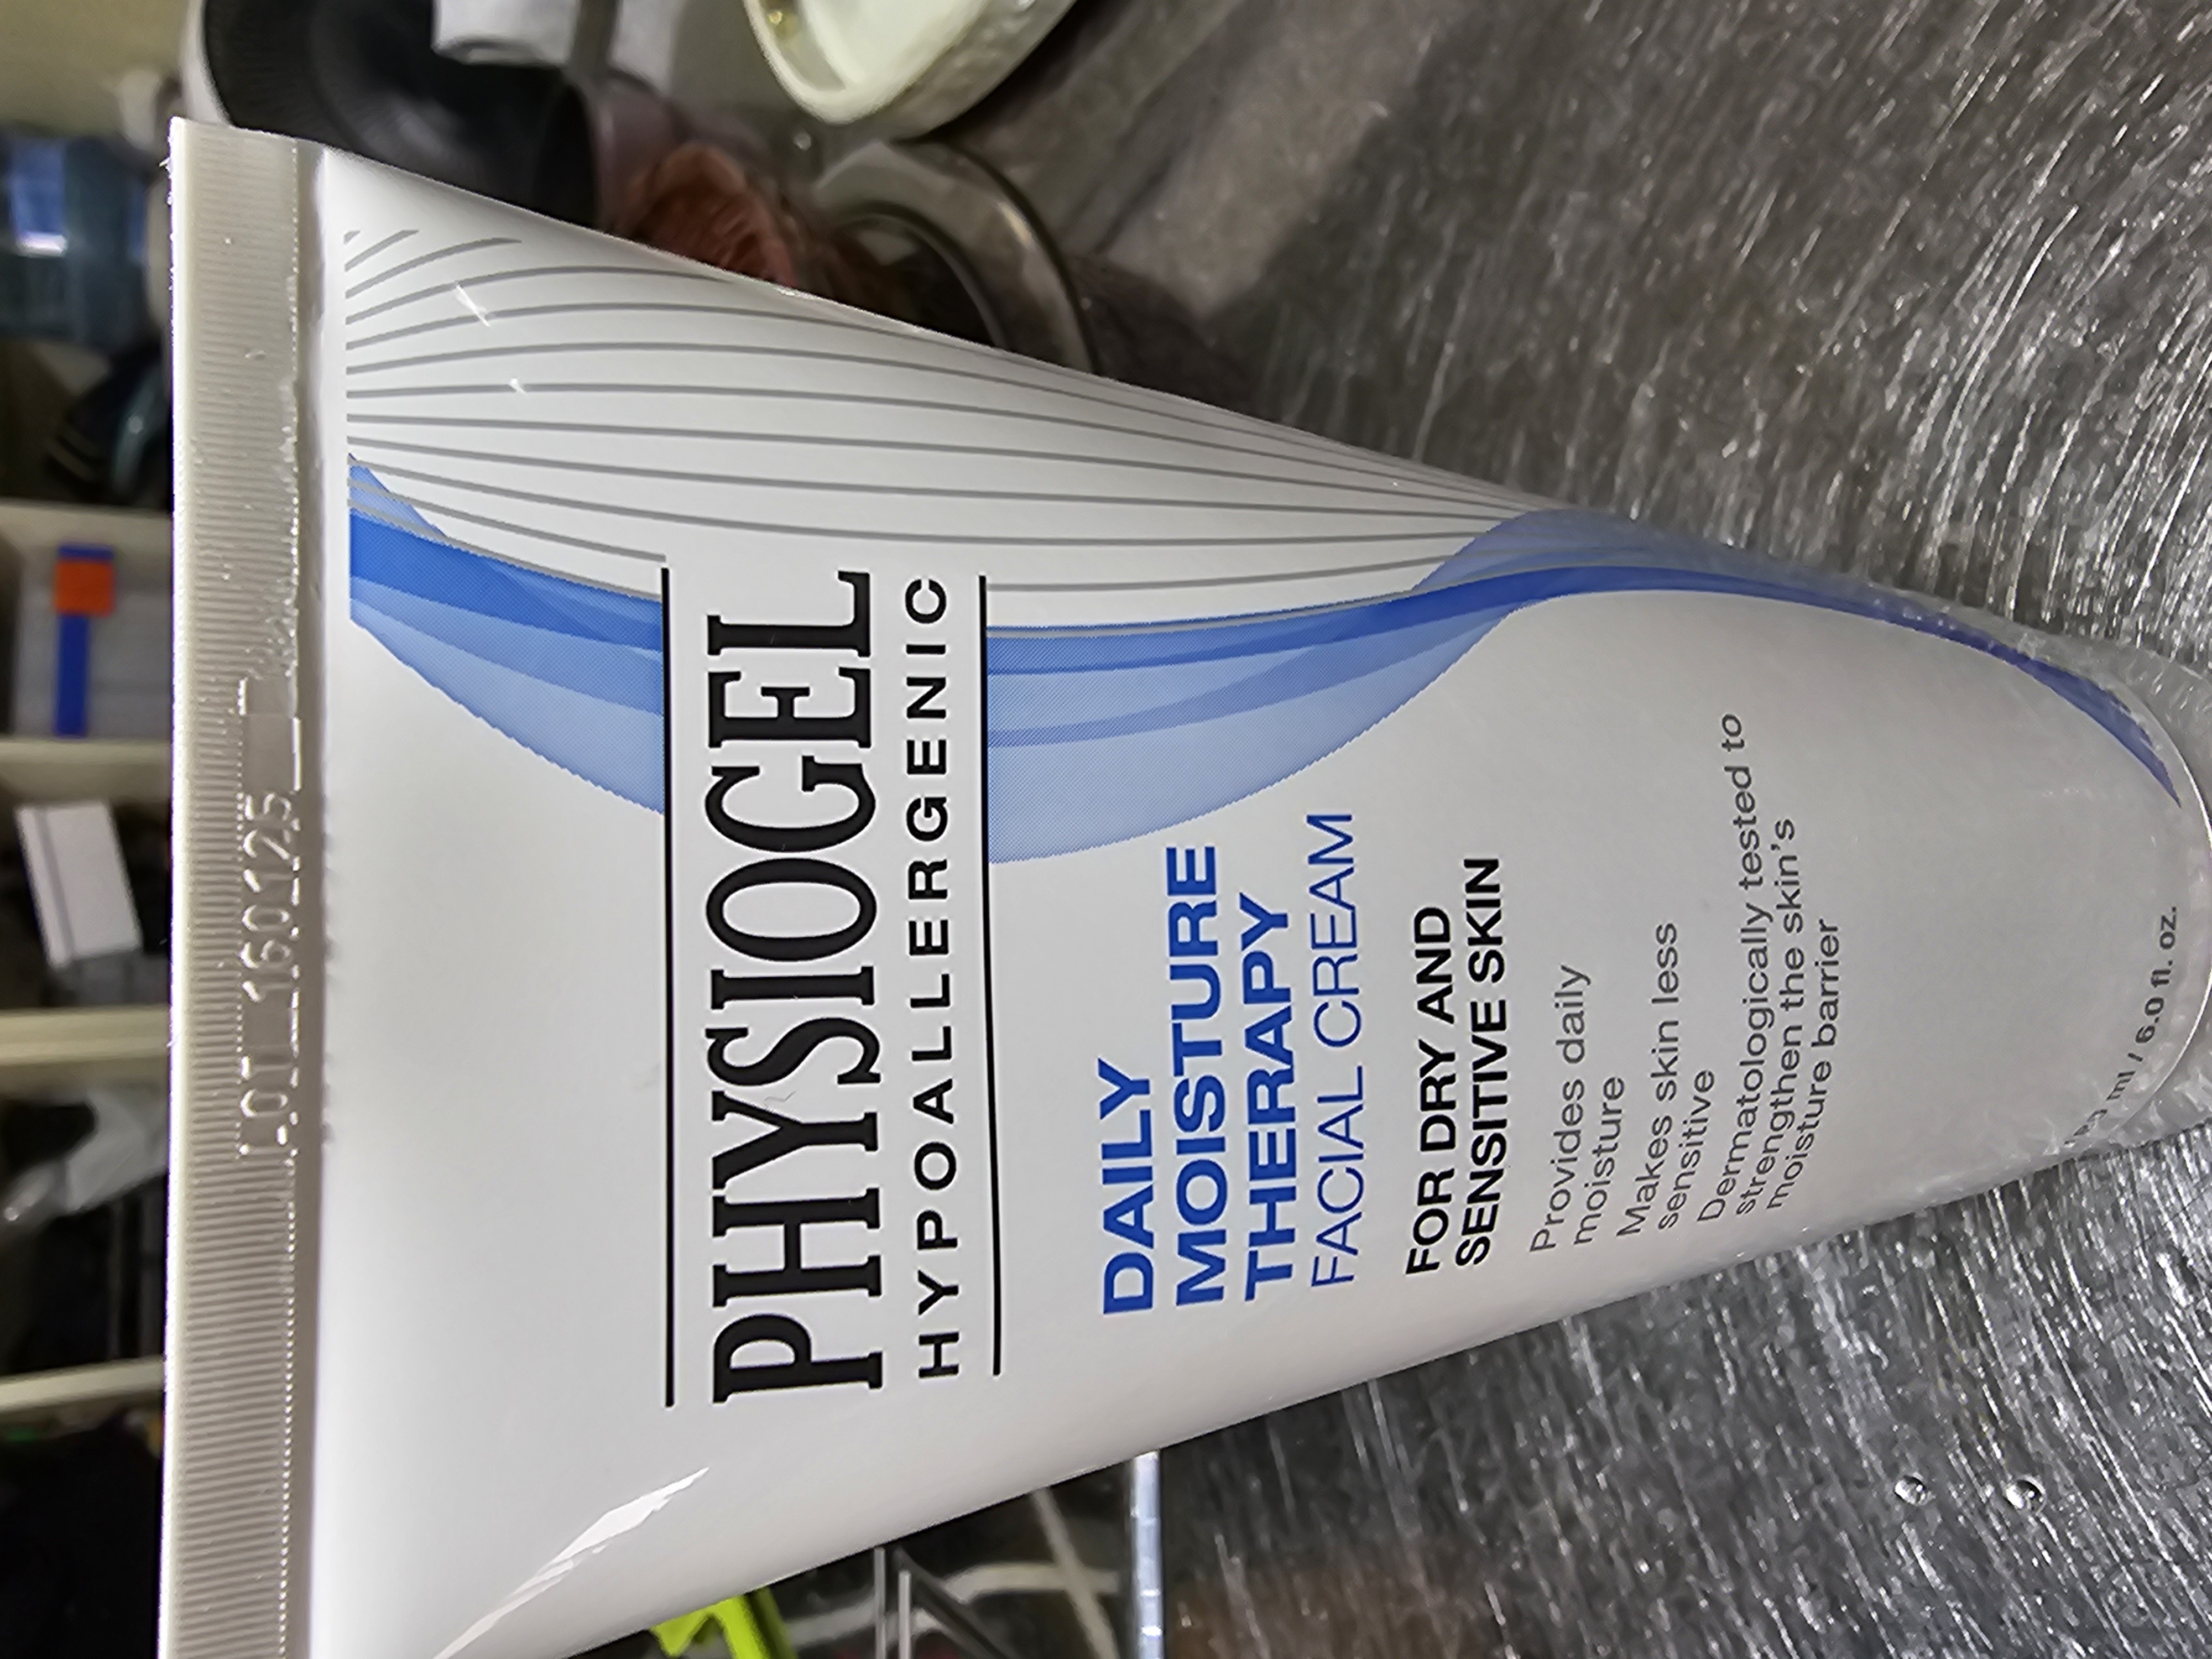 LOT 160125
PHYSIOGEL
HYPOALLERGENIC
DAILY
MOISTURE
THERAPY
FACIAL CREAM
FOR DRY AND
SENSITIVE SKIN
Provides daily
moisture
Makes skin less
sensitive
Dermatologically tested to
strengthen the skin's
moisture barrier
ml / 6.0 fl. oz.